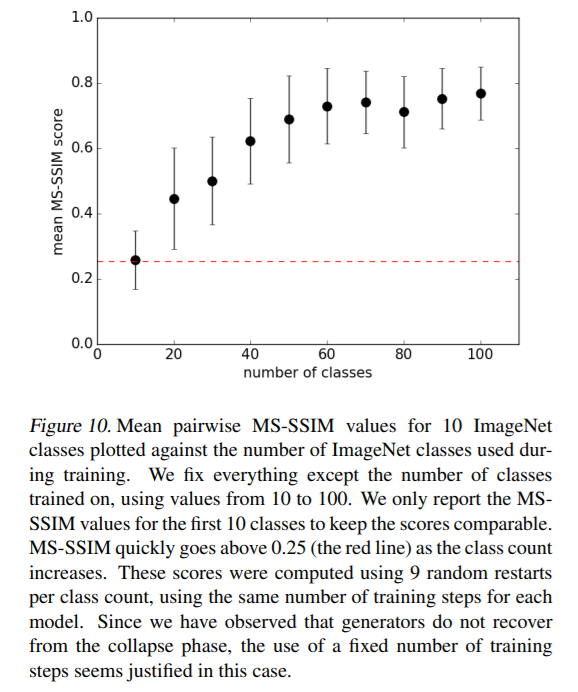 1.0
0.8
0.6
0.4
0.2
0.0
mean MS-SSIM score
0 20 40 60 80 100
number of classes
Figure 10. Mean pairwise MS-SSIM values for 10 ImageNet
classes plotted against the number of ImageNet classes used dur-
ing training. We fix everything except the number of classes
trained on, using values from 10 to 100. We only report the MS-
SSIM values for the first 10 classes to keep the scores comparable.
MS-SSIM quickly goes above 0.25 (the red line) as the class count
increases. These scores were computed using 9 random restarts
per class count, using the same number of training steps for each
model. Since we have observed that generators do not recover
from the collapse phase, the use of a fixed number of training
steps seems justified in this case.